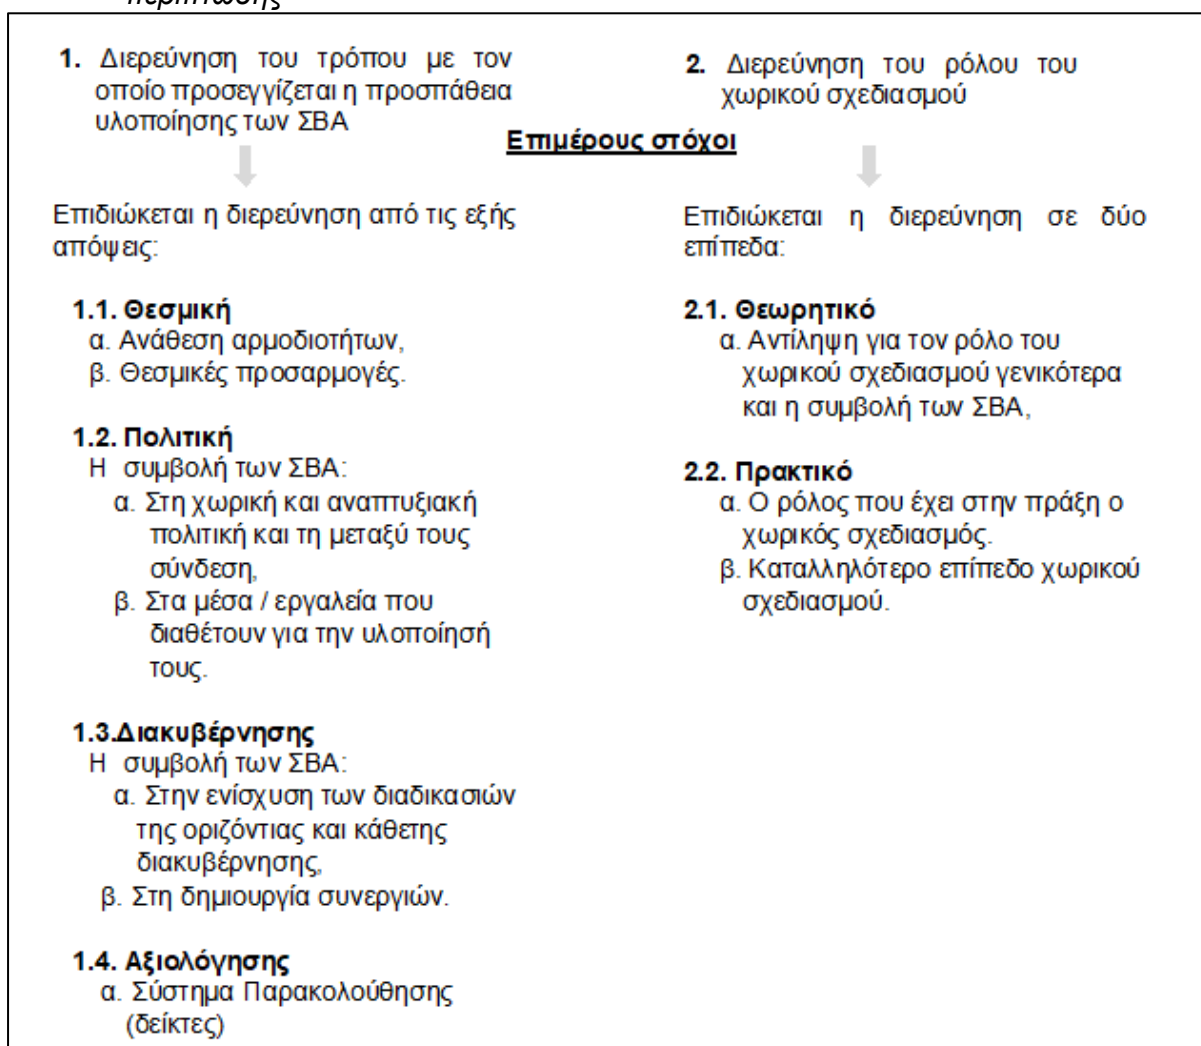 περίπτωσης
1. Διερεύνηση του τρόπου με τον
οποίο προσεγγίζεται η προσπάθεια
υλοποίησης των ΣΒΑ
2. Διερεύνηση του ρόλου του
χωρικού σχεδιασμού
Επιμέρους στόχοι
Επιδιώκεται η διερεύνηση από τις εξής
απόψεις:
1.1. Θεσμική
α. Ανάθεση αρμοδιοτήτων,
β. Θεσμικές προσαρμογές.
1.2. Πολιτική
Η συμβολή των ΣΒΑ:
α. Στη χωρική και αναπτυξιακή
πολιτική και τη μεταξύ τους
σύνδεση,
β. Στα μέσα / εργαλεία που
διαθέτουν για την υλοποίησή
τους.
1.3.Διακυβέρνησης
Η συμβολή των ΣΒΑ:
α. Στην ενίσχυση των διαδικασιών
της οριζόντιας και κάθετης
διακυβέρνησης,
β. Στη δημιουργία συνεργιών.
1.4. Αξιολόγησης
α. Σύστημα Παρακολούθησης
(δείκτες)
Επιδιώκεται η διερεύνηση σε δύο
επίπεδα:
2.1. Θεωρητικό
α. Αντίληψη για τον ρόλο του
χωρικού σχεδιασμού γενικότερα
και η συμβολή των ΣΒΑ,
2.2. Πρακτικό
α. Ο ρόλος που έχει στην πράξη ο
χωρικός σχεδιασμός.
β. Καταλληλότερο επίπεδο χωρικού
σχεδιασμού.